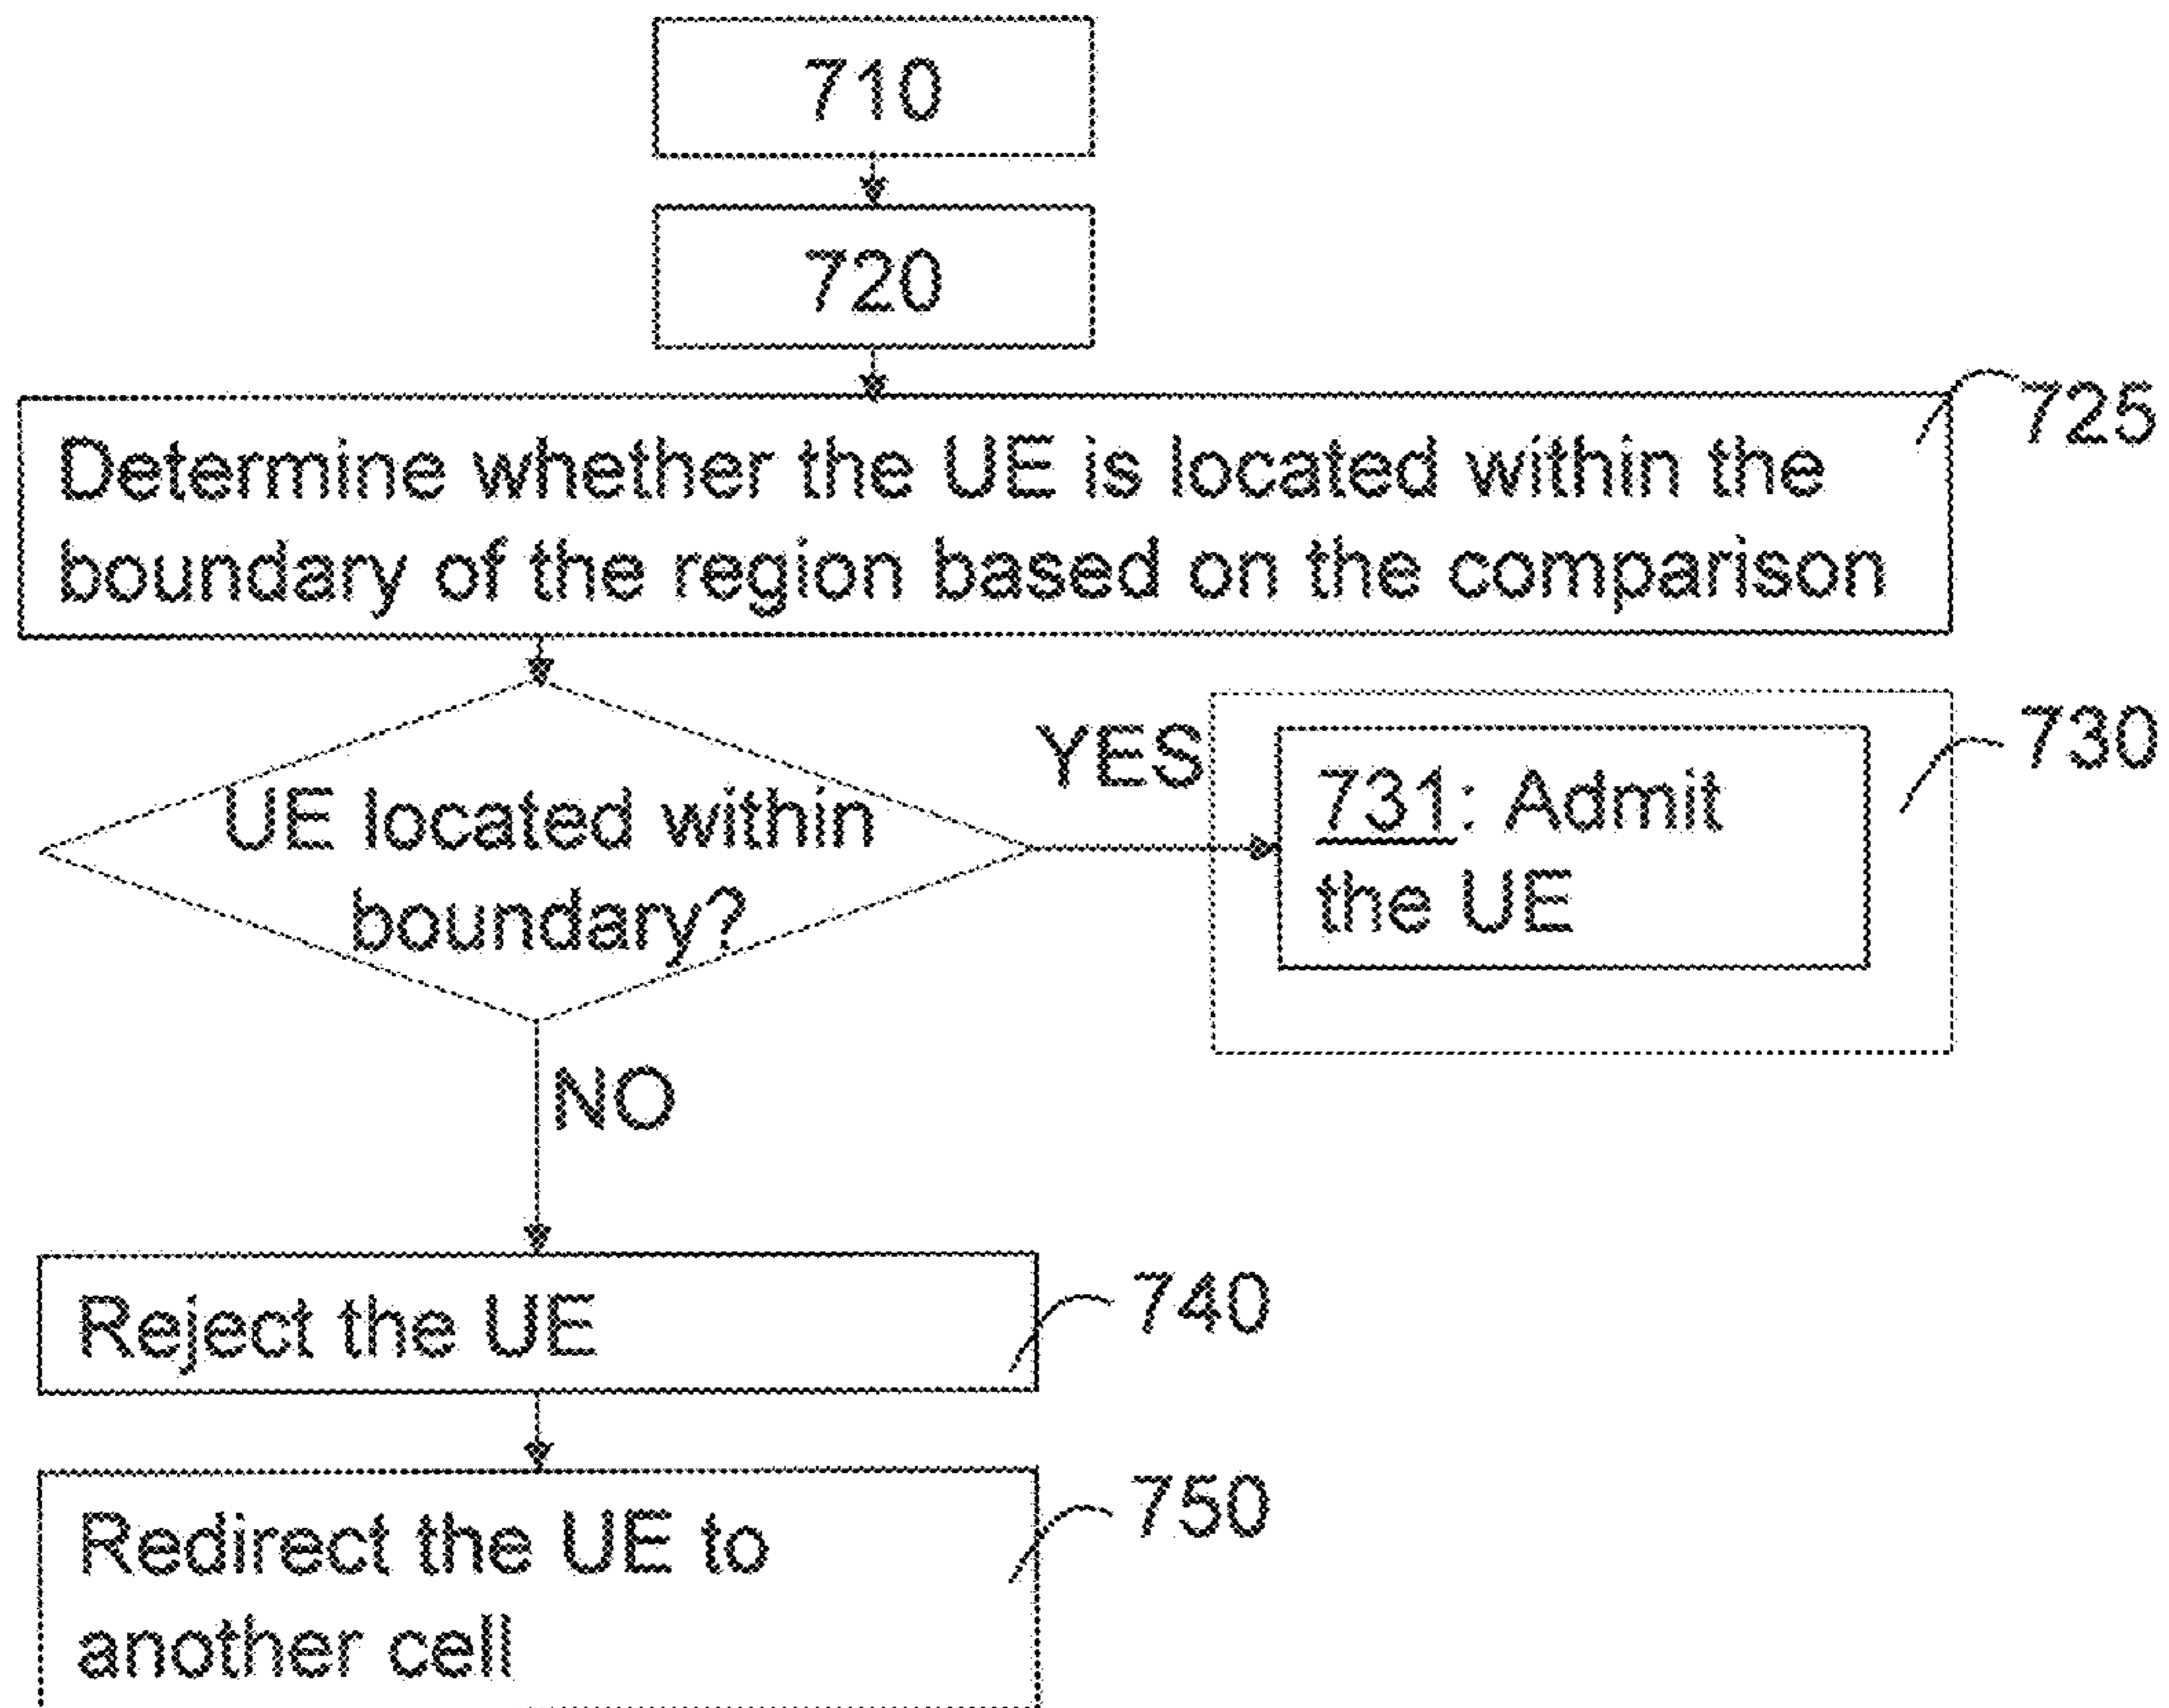 710
720
725
Determine whether the UE is located within the
boundary of the region based on the comparison
YES
730
731: Admit
the UE
UE located within
boundary?
NO
Reject the UE
740
Redirect the UE to
another cell
750